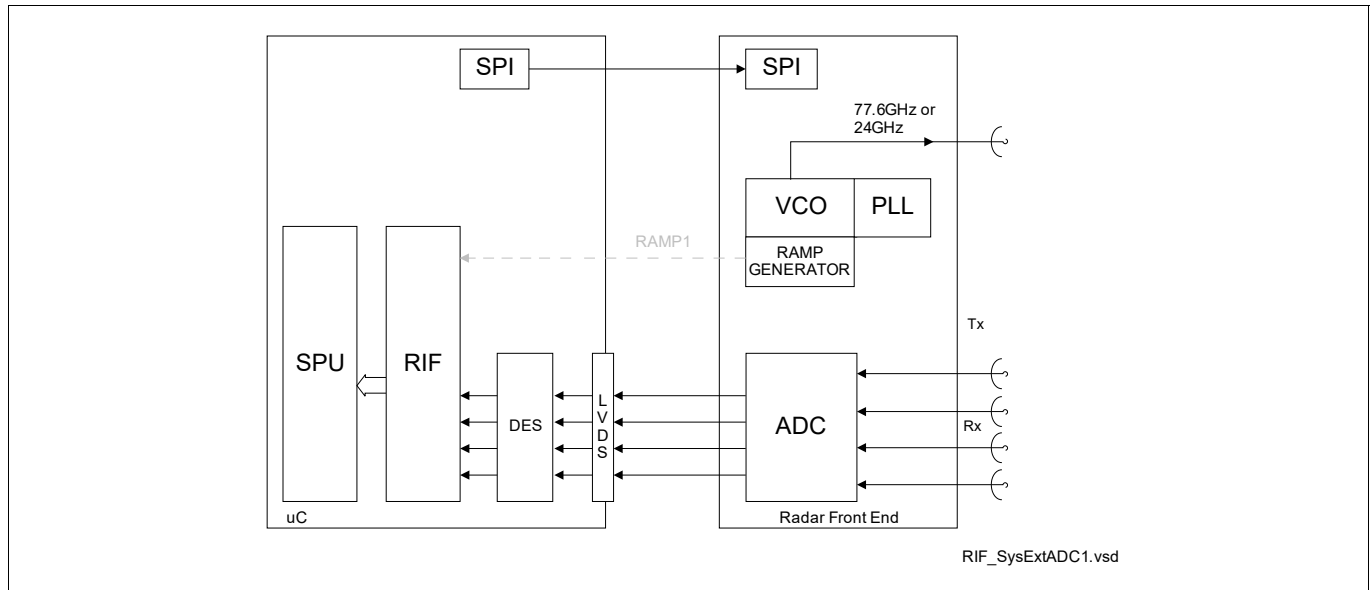 SPI
SPI
77.6GHz or
24GHz
VCO
PLL
RAMP1
RAMP
GENERATOR
Tx
SPU
RIF
DES
LVDS
ADC
Rx
uC
Radar Front End
RIF_SysExtADC1.vsd